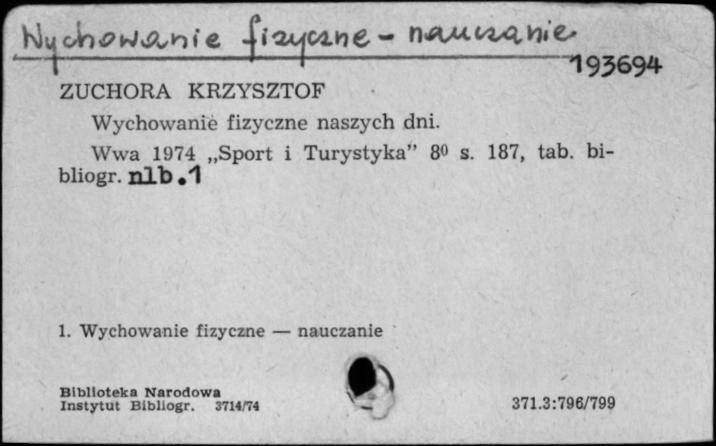 Wychowanie fizyczne - nauczanie
193694
ZUCHORA KRZYSZTOF
Wychowanie fizyczne naszych dni.
Wwa 1974 „Sport i Turystyka” 8⁰ s. 187, tab. bi-
bliogr. nlb.1
1. Wychowanie fizyczne — nauczanie
Biblioteka Narodowa
Instytut Bibliogr. 3714/74
371.3:796/799